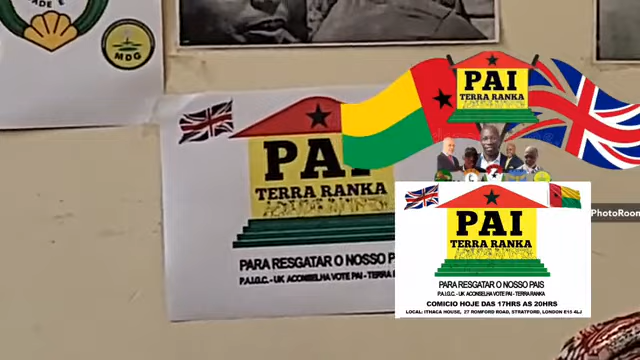 ADE E
MDG
PAI
TERRA RANKA
PARA RESGATAR O NOSSO P
P.A.I.G.C. - UK ACONSELHA VOTE PAI - TERRA
PAI
TERRA RANKA
PAI
TERRA RANKA
PARA RESGATAR O NOSSO PAIS
P.A.I.G.C. - UK ACONSELHA VOTE PAI - TERRA RANKA
COMICIO HOJE DAS 17HRS AS 20HRS
LOCAL: ITHACA HOUSE, 27 ROMFORD ROAD, STRATFORD, LONDON E15 4LJ
PhotoRoom